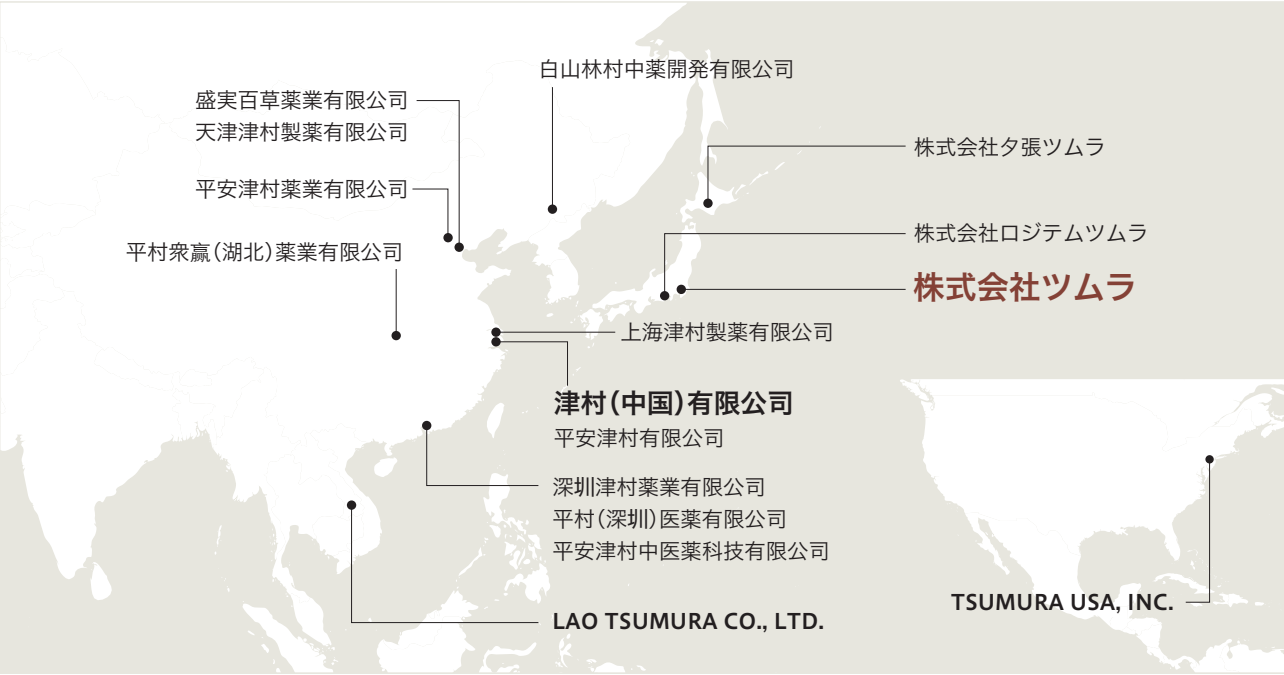 白山林村中薬開発有限公司
盛実百草薬業有限公司
天津津村製薬有限公司
株式会社夕張ツムラ
平安津村薬業有限公司
株式会社ロジテムツムラ
平村衆赢（湖北）薬業有限公司
株式会社ツムラ
上海津村製薬有限公司
津村（中国）有限公司
平安津村有限公司
深圳津村薬業有限公司
平村（深圳）医薬有限公司
平安津村中医薬科技有限公司
TSUMURA USA, INC.
LAO TSUMURA CO., LTD.